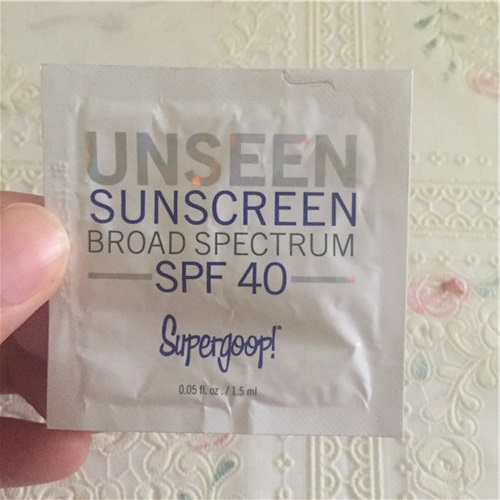 UNSEEN
SUNSCREEN
BROAD SPECTRUM
SPF 40
Supergoop!
0.05 fl. oz. / 1.5 ml